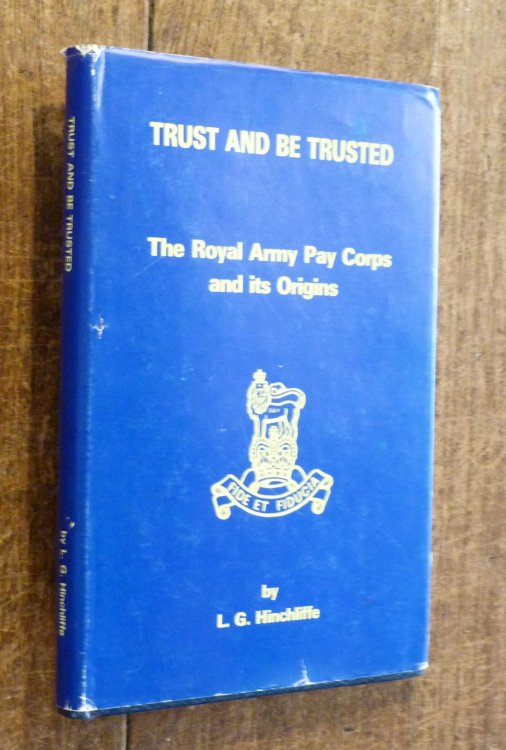 TRUST AND BE TRUSTED
The Royal Army Pay Corps
and its Origins
FIDE ET FIDUCIA
by
L. G. Hinchliffe
TRUST AND BE TRUSTED
by L. G. Hinchliffe